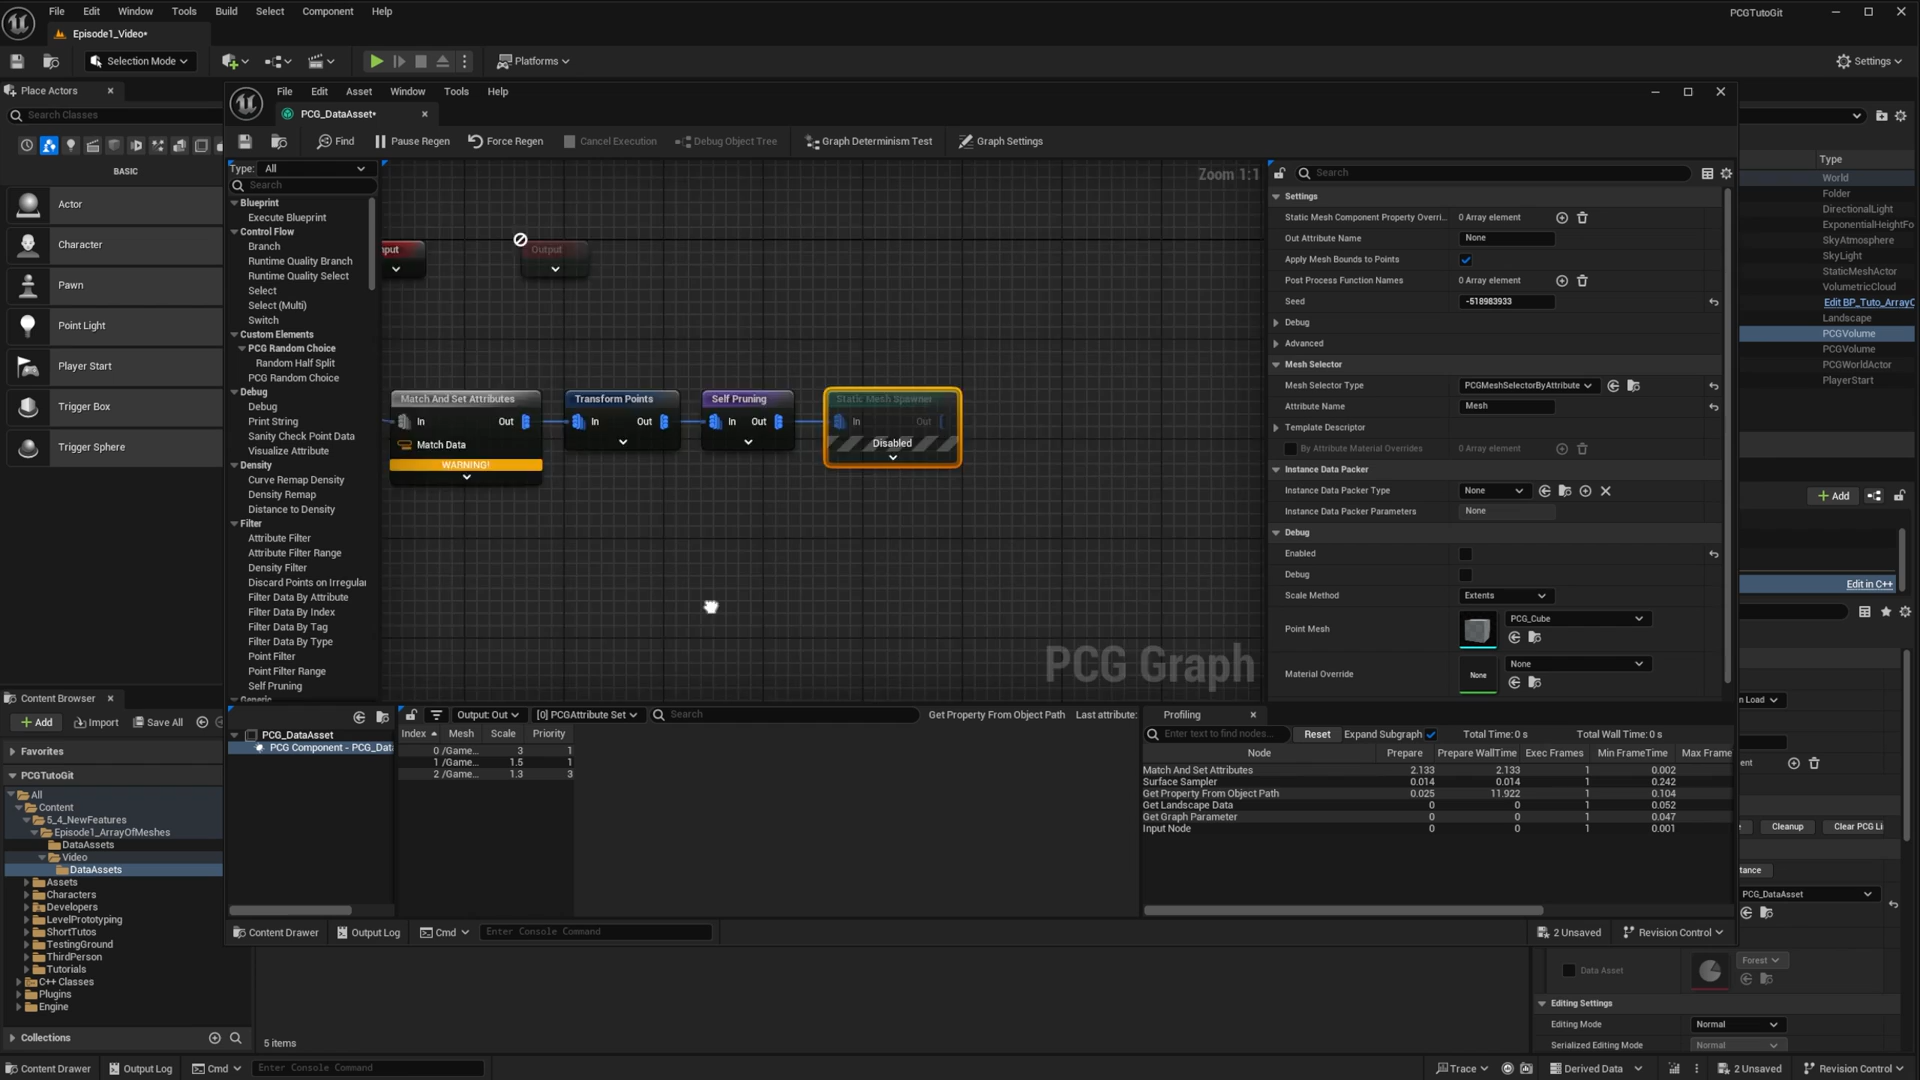 File Edit Window Tools Build Select Component Help
PCGTutoGit
Episode1_Video*
Selection Mode
Platforms
Settings
Place Actors
Search Classes
BASIC
Actor
Character
Pawn
Point Light
Player Start
Trigger Box
Trigger Sphere
File Edit Asset Window Tools Help
PCG_DataAsset*
Find Pause Regen Force Regen Cancel Execution Debug Object Tree Graph Determinism Test Graph Settings
Type: All
Search
Blueprint
Execute Blueprint
Control Flow
Branch
Runtime Quality Branch
Runtime Quality Select
Select
Select (Multi)
Switch
Custom Elements
PCG Random Choice
Random Half Split
PCG Random Choice
Debug
Debug
Print String
Sanity Check Point Data
Visualize Attribute
Density
Curve Remap Density
Density Remap
Distance to Density
Filter
Attribute Filter
Attribute Filter Range
Density Filter
Discard Points on Irregular
Filter Data By Attribute
Filter Data By Index
Filter Data By Tag
Filter Data By Type
Point Filter
Point Filter Range
Self Pruning
Generic
Zoom 1:1
nput
Output
Match And Set Attributes
In Out
Match Data
WARNING!
Transform Points
In Out
Self Pruning
In Out
Static Mesh Spawner
In Out
Disabled
PCG Graph
Search
Settings
Static Mesh Component Property Overri... 0 Array element
Out Attribute Name None
Apply Mesh Bounds to Points
Post Process Function Names 0 Array element
Seed -518983933
Debug
Advanced
Mesh Selector
Mesh Selector Type PCGMeshSelectorByAttribute
Attribute Name Mesh
Template Descriptor
By Attribute Material Overrides 0 Array element
Instance Data Packer
Instance Data Packer Type None
Instance Data Packer Parameters None
Debug
Enabled
Debug
Scale Method Extents
Point Mesh PCG_Cube
Material Override None None
Type
World
Folder
DirectionalLight
ExponentialHeightFo
SkyAtmosphere
SkyLight
StaticMeshActor
VolumetricCloud
Edit BP_Tuto_ArrayO
Landscape
PCGVolume
PCGVolume
PCGWorldActor
PlayerStart
Add
Edit in C++
n Load
ent
Cleanup Clear PCG Li
tance
PCG_DataAsset
Data Asset Forest
Editing Settings
Editing Mode Normal
Serialized Editing Mode Normal
Content Browser
Add Import Save All
Favorites
PCGTutoGit
All
Content
5_4_NewFeatures
Episode1_ArrayOfMeshes
DataAssets
Video
DataAssets
Assets
Characters
Developers
LevelPrototyping
ShortTutos
TestingGround
ThirdPerson
Tutorials
C++ Classes
Plugins
Engine
Collections
5 items
PCG_DataAsset
PCG Component - PCG_Data
Output: Out [0] PCGAttribute Set Search Get Property From Object Path Last attribute:
Index Mesh Scale Priority
0 /Game... 3 1
1 /Game... 1.5 1
2 /Game... 1.3 3
Profiling
Enter text to find nodes... Reset Expand Subgraph Total Time: 0 s Total Wall Time: 0 s
Node Prepare Prepare WallTime Exec Frames Min FrameTime Max Frame
Match And Set Attributes 2.133 2.133 1 0.002
Surface Sampler 0.014 0.014 1 0.242
Get Property From Object Path 0.025 11.922 1 0.104
Get Landscape Data 0 0 1 0.052
Get Graph Parameter 0 0 1 0.047
Input Node 0 0 1 0.001
Content Drawer Output Log Cmd Enter Console Command 2 Unsaved Revision Control
Content Drawer Output Log Cmd Enter Console Command Trace Derived Data 2 Unsaved Revision Control